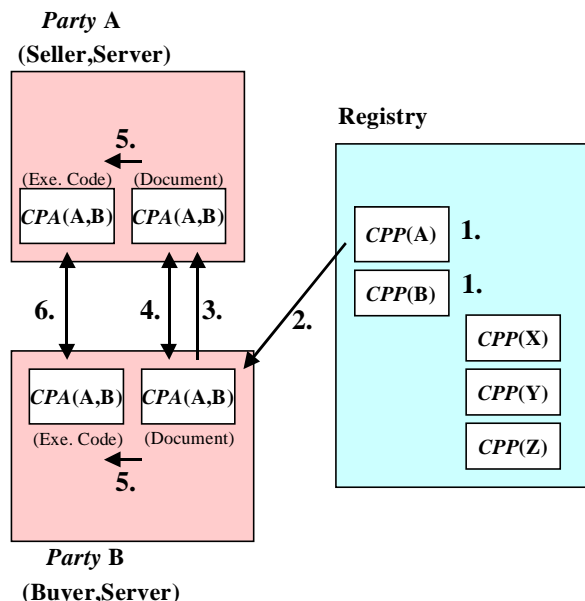 Party A
(Seller,Server)
5.
(Exe. Code) (Document)
CPA(A,B) CPA(A,B)
6. 4. 3.
CPA(A,B) CPA(A,B)
(Exe. Code) (Document)
5.
Party B
(Buyer,Server)
2.
Registry
CPP(A) 1.
CPP(B) 1.
CPP(X)
CPP(Y)
CPP(Z)